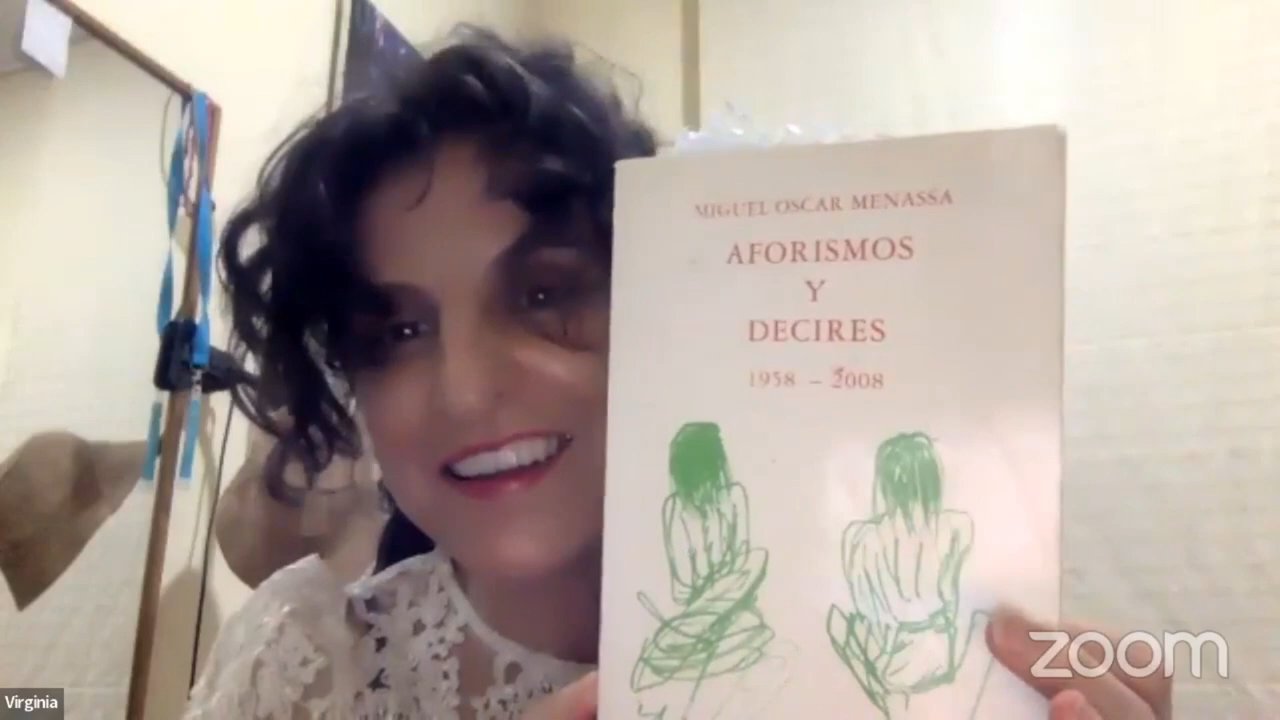 MIGUEL OSCAR MENASSA
AFORISMOS
Y
DECIRES
1958 - 2008
zoom
Virginia